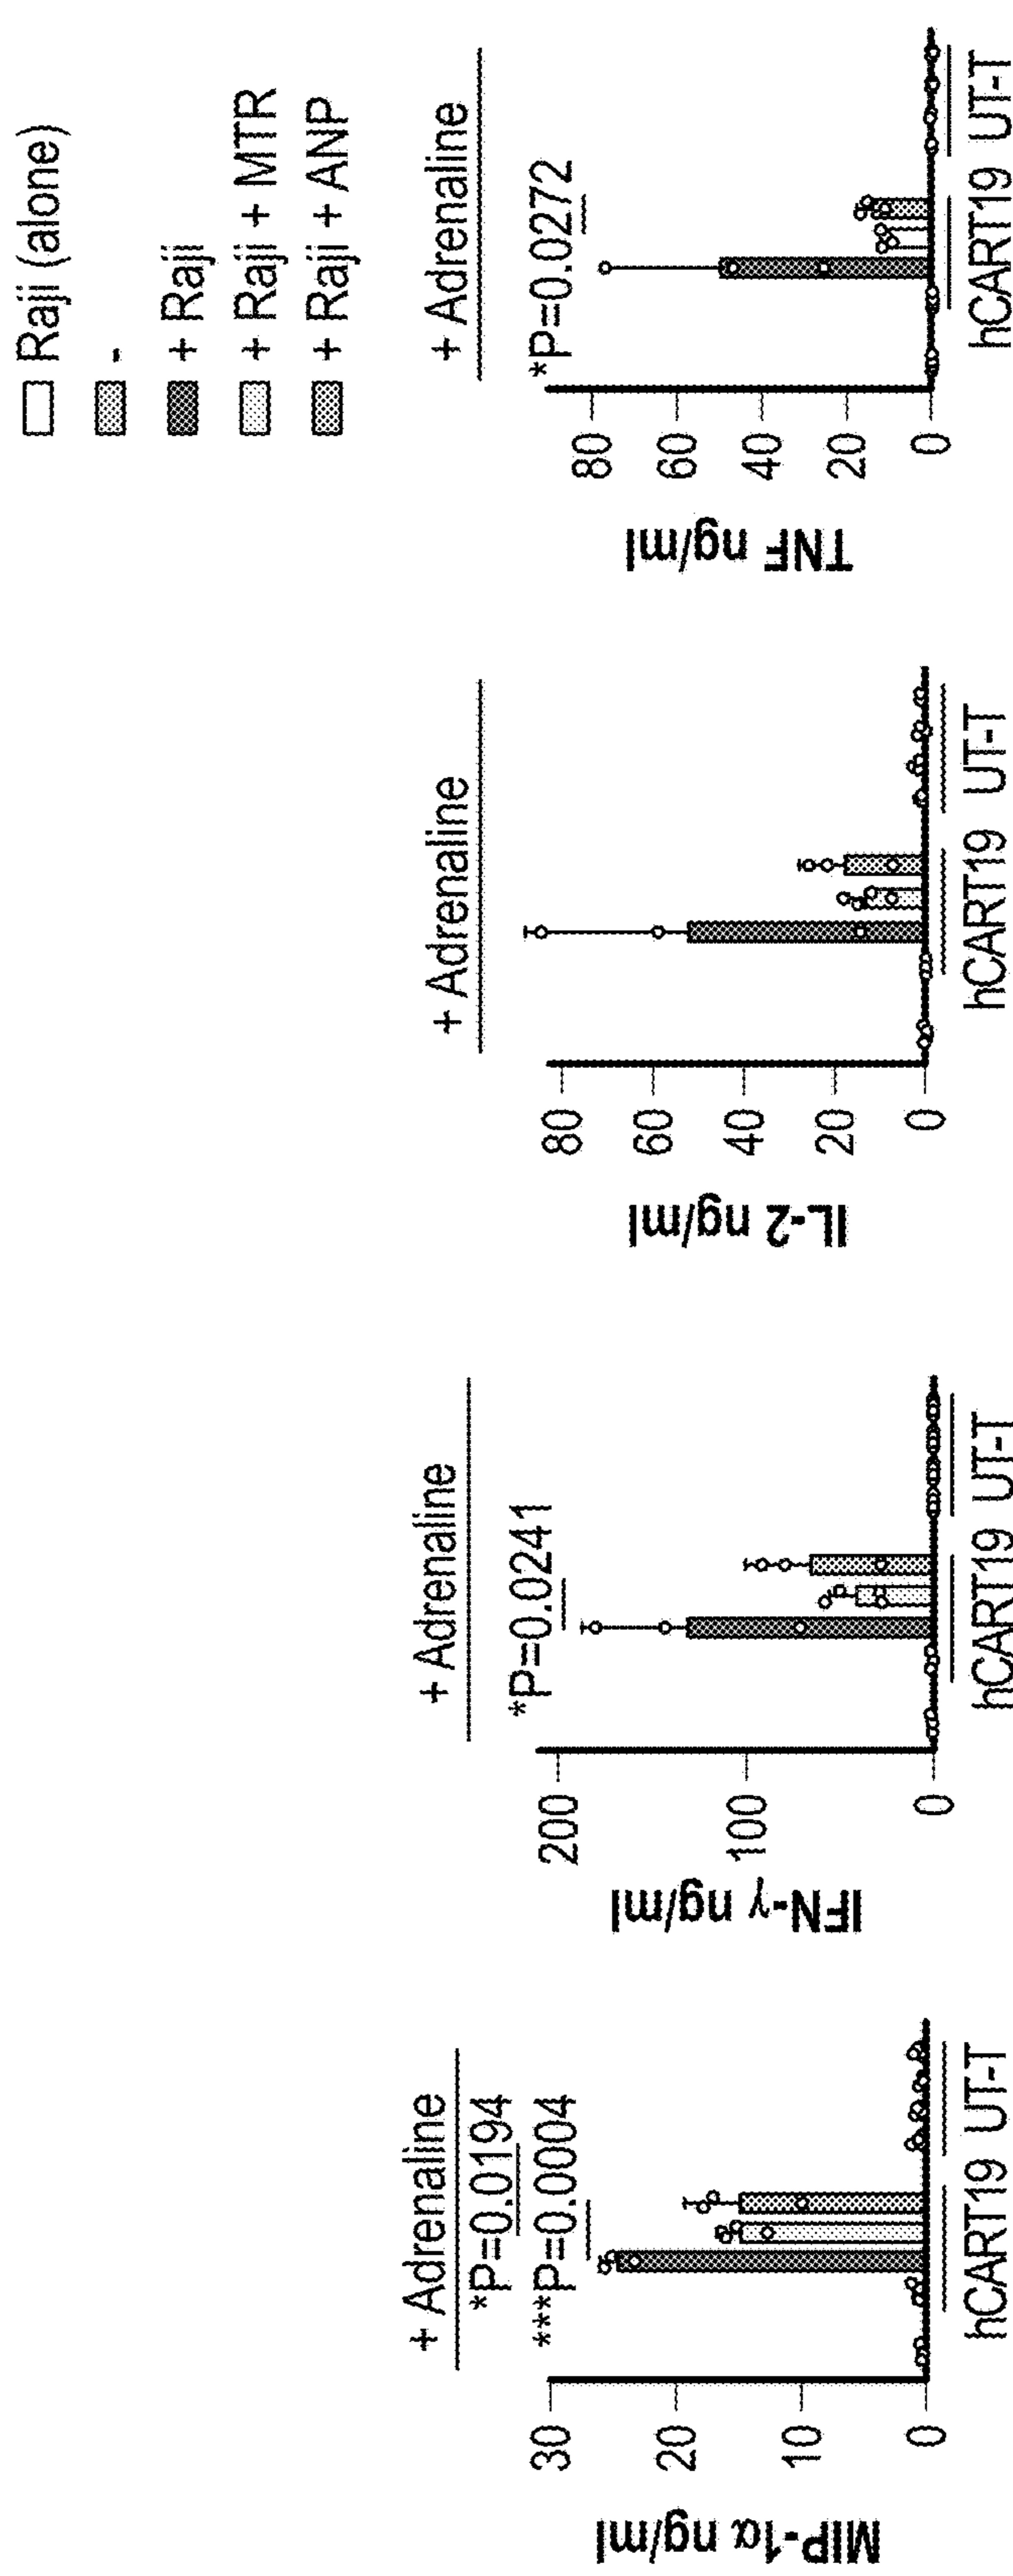 Raji (alone)
-
+ Raji
+ Raji + MTR
+ Raji + ANP
+ Adrenaline
*P=0.0194
***P=0.0004
MIP-1α ng/ml
30
20
10
0
hCART19 UT-T
+ Adrenaline
*P=0.0241
IFN-γ ng/ml
200
100
0
hCART19 UT-T
+ Adrenaline
IL-2 ng/ml
80
60
40
20
0
hCART19 UT-T
+ Adrenaline
*P=0.0272
TNF ng/ml
80
60
40
20
0
hCART19 UT-T